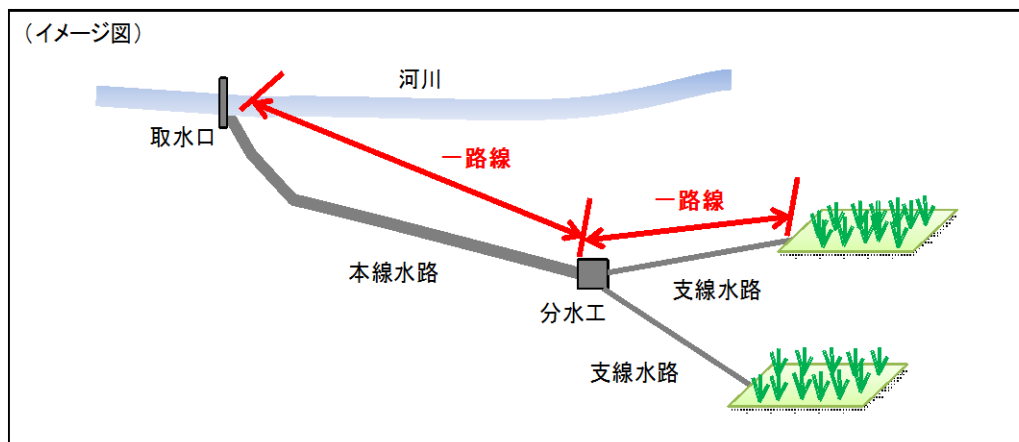 （イメージ図）
河川
取水口
一路線
一路線
本線水路
支線水路
分水工
支線水路